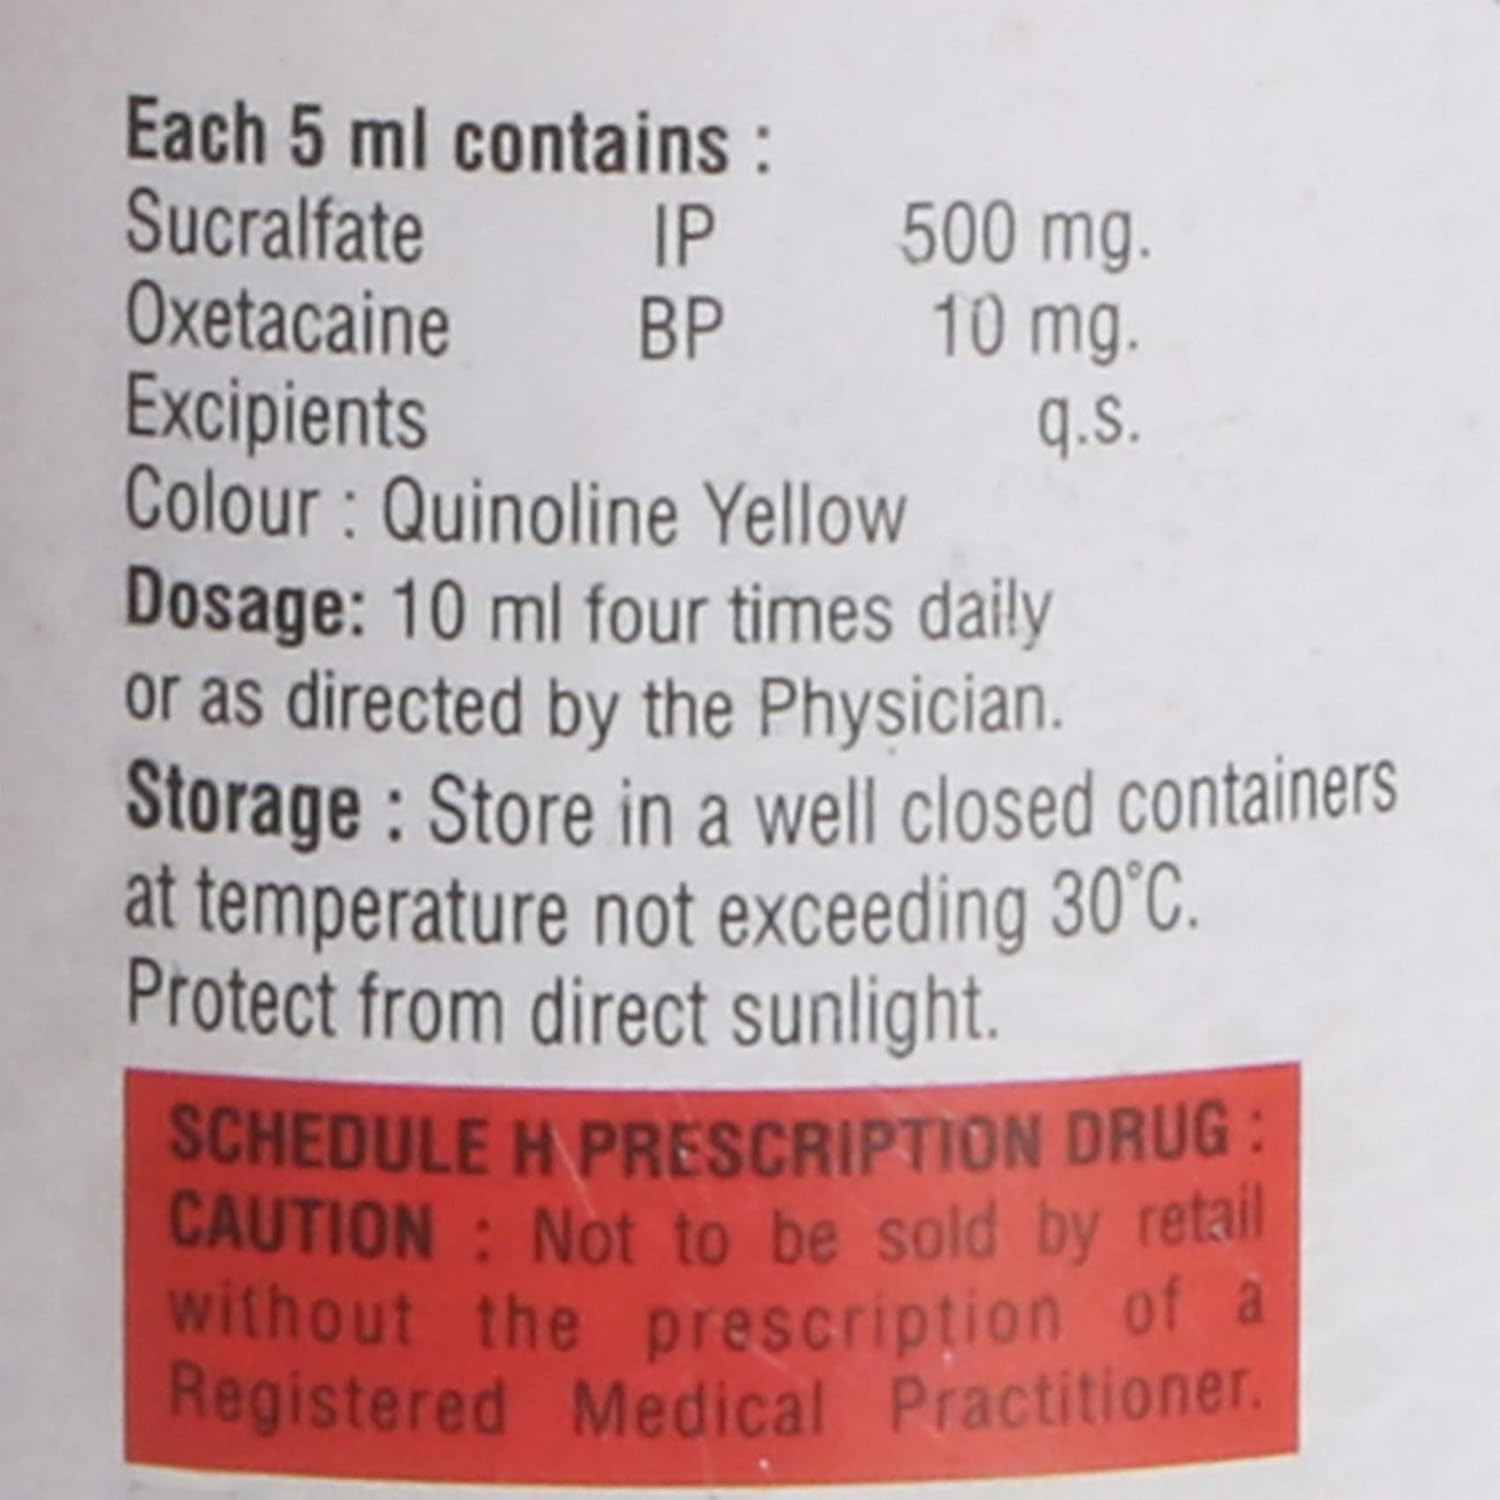 Each 5 ml contains :
Sucralfate IP 500 mg.
Oxetacaine BP 10 mg.
Excipients q.s.
Colour : Quinoline Yellow
Dosage: 10 ml four times daily
or as directed by the Physician.
Storage : Store in a well closed containers
at temperature not exceeding 30°C.
Protect from direct sunlight.
SCHEDULE H PRESCRIPTION DRUG :
CAUTION : Not to be sold by retail
without the prescription of a
Registered Medical Practitioner.